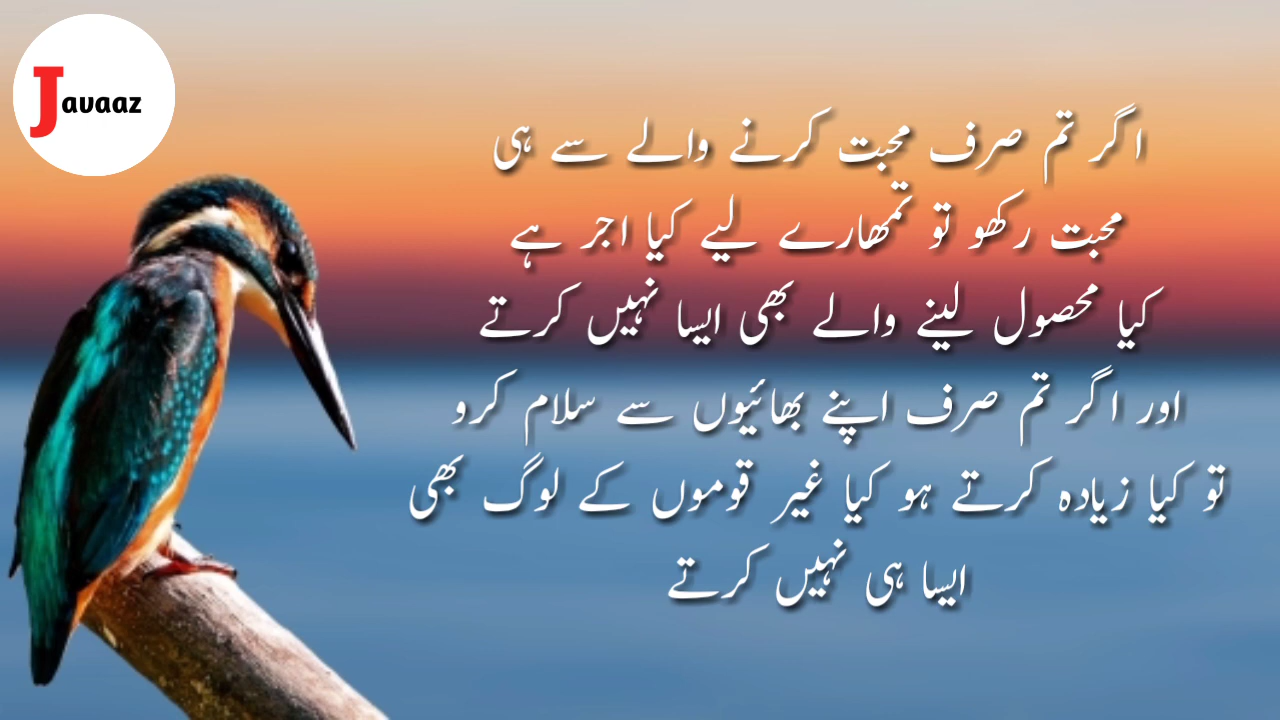 Javaaz
اگر تم صرف محبت کرنے والے سے ہی
محبت رکھو تو تمھارے لیے کیا اجر ہے
کیا محصول لینے والے بھی ایسا نہیں کرتے
اور اگر تم صرف اپنے بھائیوں سے سلام کرو
تو کیا زیادہ کرتے ہو کیا غیر قوموں کے لوگ بھی
ایسا ہی نہیں کرتے